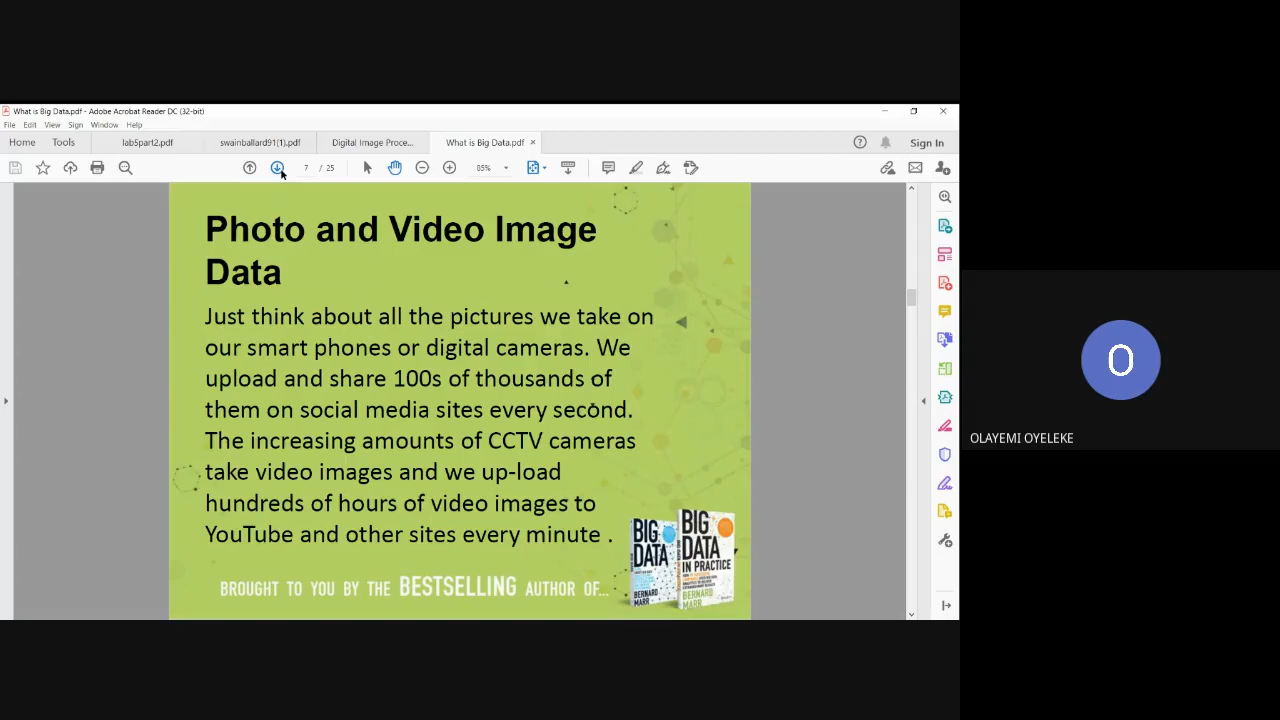 What is Big Data.pdf - Adobe Acrobat Reader DC (32-bit)
File Edit View Sign Window Help
Home Tools lab5part2.pdf swainballard91(1).pdf Digital Image Proce... What is Big Data.pdf × Sign In
7 / 25 85%
Photo and Video Image
Data
Just think about all the pictures we take on
our smart phones or digital cameras. We
upload and share 100s of thousands of
them on social media sites every second.
The increasing amounts of CCTV cameras
take video images and we up-load
hundreds of hours of video images to
YouTube and other sites every minute .
BROUGHT TO YOU BY THE BESTSELLING AUTHOR OF...
BIG
DATA
BERNARD
MARR
BIG
DATA
IN PRACTICE
BERNARD
MARR
O
OLAYEMI OYELEKE